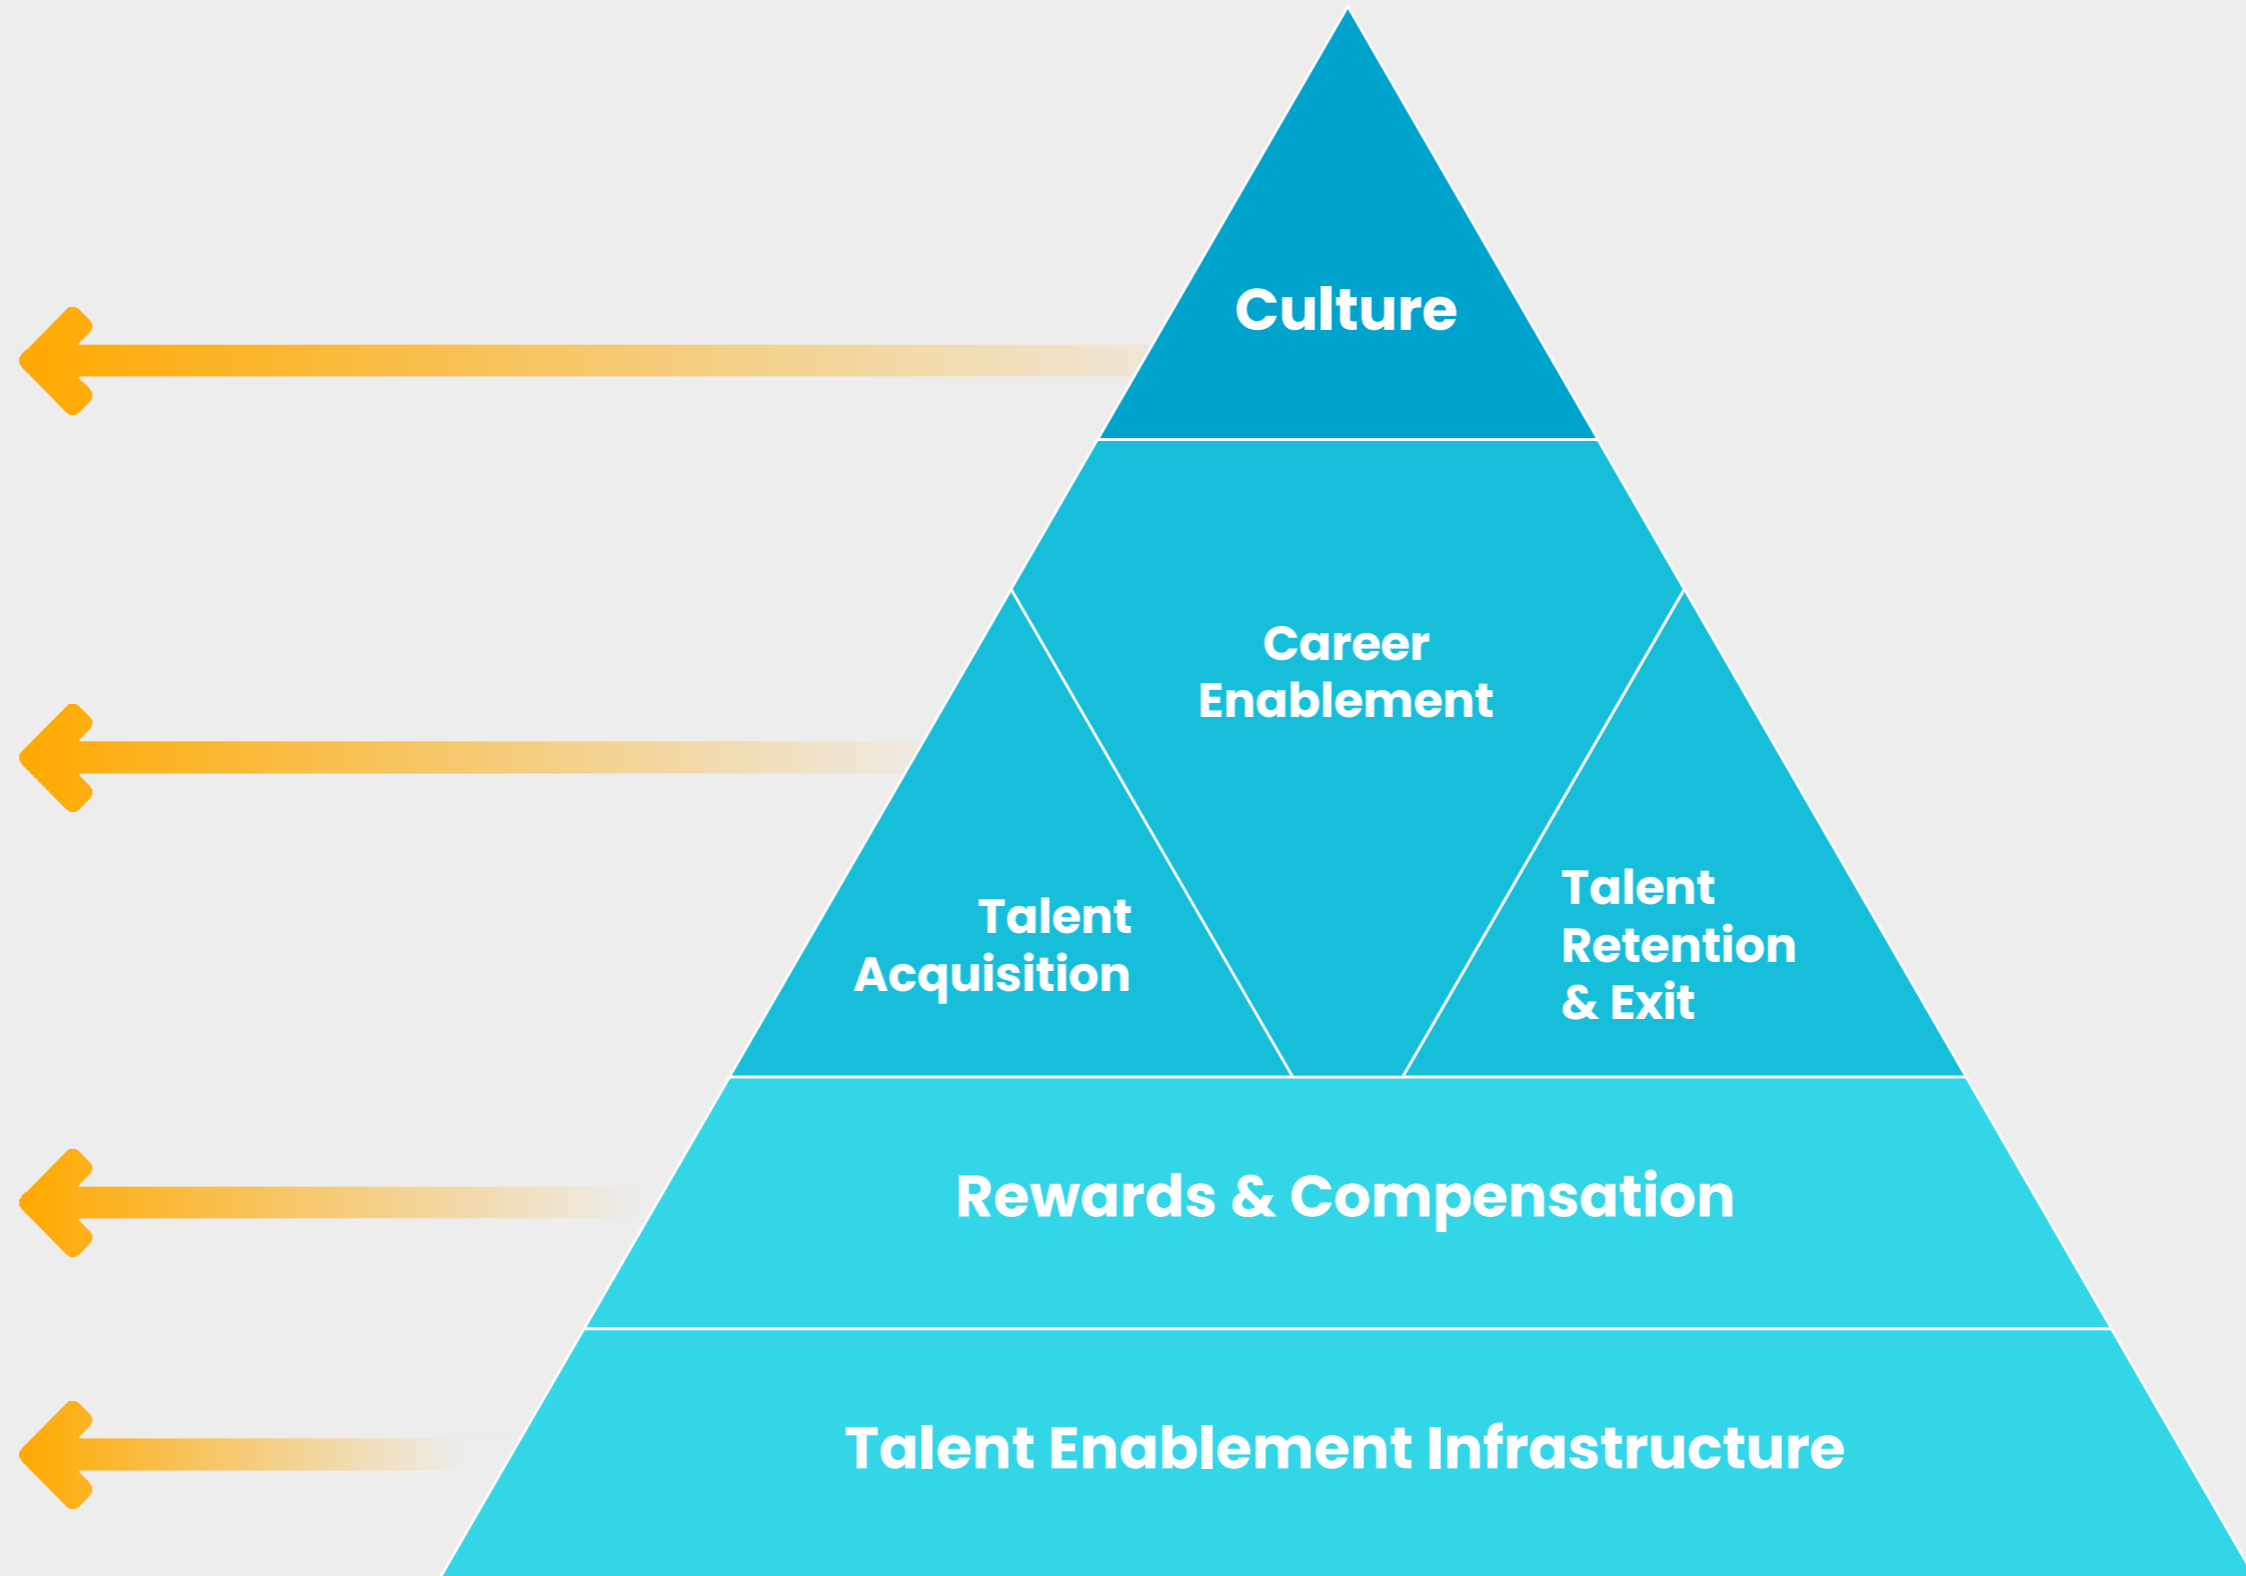 Culture
Career
Enablement
Talent
Acquisition
Talent
Retention
& Exit
Rewards & Compensation
Talent Enablement Infrastructure